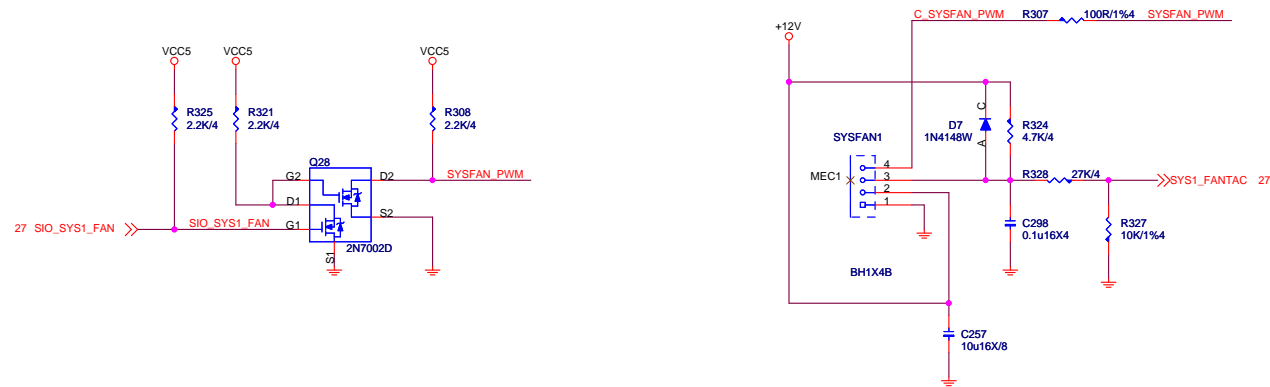 C_SYSFAN_PWM R307 100R/1%4 SYSFAN_PWM
+12V
VCC5 VCC5 VCC5
R325
2.2K/4
R321
2.2K/4
R308
2.2K/4
Q28
G2
D1
G1
D2
S2
S1
2N7002D
SYSFAN_PWM
27 SIO_SYS1_FAN
SIO_SYS1_FAN
SYSFAN1
MEC1
4
3
2
1
BH1X4B
C
D7
1N4148W
A
R324
4.7K/4
R328 27K/4
SYS1_FANTAC 27
C298
0.1u16X4
R327
10K/1%4
C257
10u16X/8